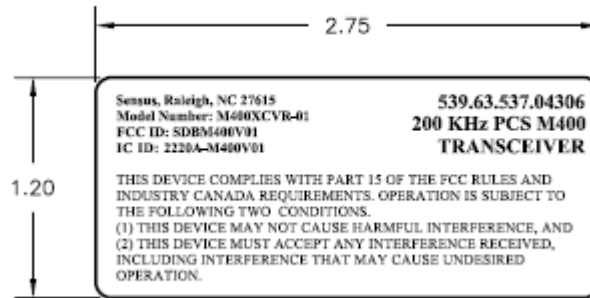 2.75
1.20
Sensus, Raleigh, NC 27615
Model Number: M400XCVR-01
FCC ID: SDBM400V01
IC ID: 2220A-M400V01
539.63.537.04306
200 KHz PCS M400
TRANSCEIVER
THIS DEVICE COMPLIES WITH PART 15 OF THE FCC RULES AND
INDUSTRY CANADA REQUIREMENTS. OPERATION IS SUBJECT TO
THE FOLLOWING TWO CONDITIONS.
(1) THIS DEVICE MAY NOT CAUSE HARMFUL INTERFERENCE, AND
(2) THIS DEVICE MUST ACCEPT ANY INTERFERENCE RECEIVED,
INCLUDING INTERFERENCE THAT MAY CAUSE UNDESIRED
OPERATION.